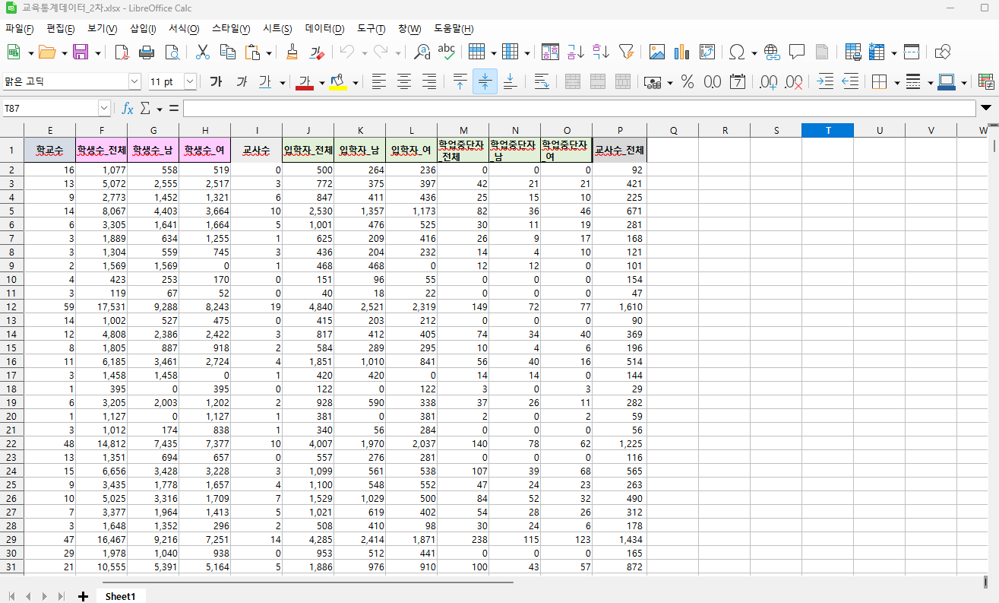 교육통계데이터_2차.xlsx - LibreOffice Calc
파일(F) 편집(E) 보기(V) 삽입(I) 서식(O) 스타일(Y) 시트(S) 데이터(D) 도구(T) 창(W) 도움말(H)
맑은 고딕 11 pt 가 가 가 가
T87 fx Σ =
E F G H I J K L M N O P Q R S T U V W
1 학교수 학생수_전체 학생수_남 학생수_여 교사수 입학자_전체 입학자_남 입학자_여 학업중단자_전체 학업중단자_남 학업중단자_여 교사수_전체
2 16 1,077 558 519 0 500 264 236 0 0 0 92
3 13 5,072 2,555 2,517 3 772 375 397 42 21 21 421
4 9 2,773 1,452 1,321 6 847 411 436 25 15 10 225
5 14 8,067 4,403 3,664 10 2,530 1,357 1,173 82 36 46 671
6 6 3,305 1,641 1,664 5 1,001 476 525 30 11 19 281
7 3 1,889 634 1,255 1 625 209 416 26 9 17 168
8 3 1,304 559 745 3 436 204 232 14 4 10 121
9 2 1,569 1,569 0 1 468 468 0 12 12 0 101
10 4 423 253 170 0 151 96 55 0 0 0 154
11 3 119 67 52 0 40 18 22 0 0 0 47
12 59 17,531 9,288 8,243 19 4,840 2,521 2,319 149 72 77 1,610
13 14 1,002 527 475 0 415 203 212 0 0 0 90
14 12 4,808 2,386 2,422 3 817 412 405 74 34 40 369
15 8 1,805 887 918 2 584 289 295 10 4 6 196
16 11 6,185 3,461 2,724 4 1,851 1,010 841 56 40 16 514
17 3 1,458 1,458 0 1 420 420 0 14 14 0 144
18 1 395 0 395 0 122 0 122 3 0 3 29
19 6 3,205 2,003 1,202 2 928 590 338 37 26 11 282
20 1 1,127 0 1,127 1 381 0 381 2 0 2 59
21 3 1,012 174 838 1 340 56 284 0 0 0 56
22 48 14,812 7,435 7,377 10 4,007 1,970 2,037 140 78 62 1,225
23 13 1,351 694 657 0 557 276 281 0 0 0 116
24 15 6,656 3,428 3,228 3 1,099 561 538 107 39 68 565
25 9 3,435 1,778 1,657 4 1,100 548 552 47 24 23 263
26 10 5,025 3,316 1,709 7 1,529 1,029 500 84 52 32 490
27 7 3,377 1,964 1,413 5 1,021 619 402 54 28 26 312
28 3 1,648 1,352 296 2 508 410 98 30 24 6 178
29 47 16,467 9,216 7,251 14 4,285 2,414 1,871 238 115 123 1,434
30 29 1,978 1,040 938 0 953 512 441 0 0 0 165
31 21 10,555 5,391 5,164 5 1,886 976 910 100 43 57 872
Sheet1